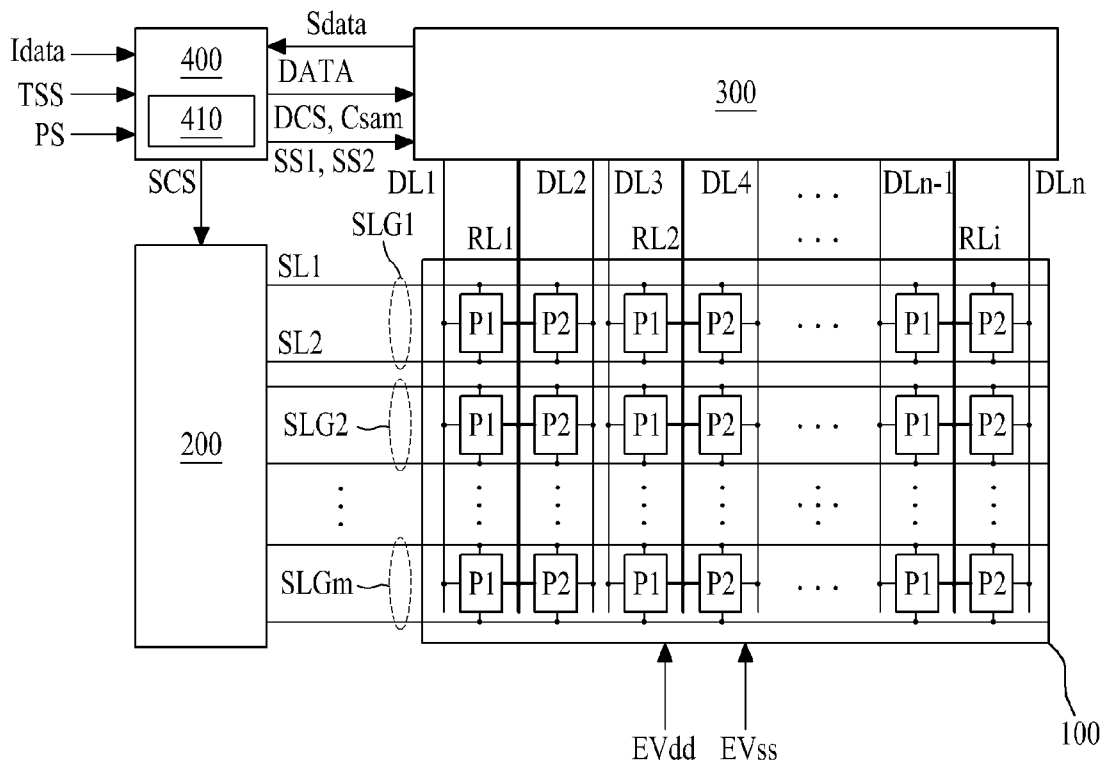 Sdata
Idata
400
DATA
TSS
300
410
DCS, Csam
PS
SS1, SS2
SCS
DL1
DL2
DL3
DL4
DLn-1
DLn
. . .
SLG1
RL1
RL2
. . .
RLi
SL1
P1
P2
P1
P2
. . .
P1
P2
SL2
SLG2
P1
P2
P1
P2
. . .
P1
P2
200
SLGm
P1
P2
P1
P2
. . .
P1
P2
100
EVdd
EVss